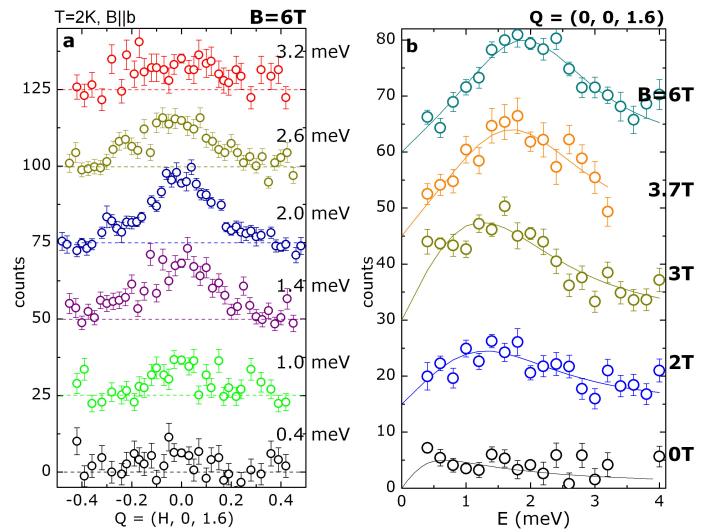 T=2K, B||b
B=6T
a
3.2 meV
2.6 meV
2.0 meV
1.4 meV
1.0 meV
0.4 meV
125
100
75
50
25
0
counts
-0.4 -0.2 0.0 0.2 0.4
Q = (H, 0, 1.6)
Q = (0, 0, 1.6)
b
B=6T
3.7T
3T
2T
0T
80
70
60
50
40
30
20
10
0
counts
0 1 2 3 4
E (meV)